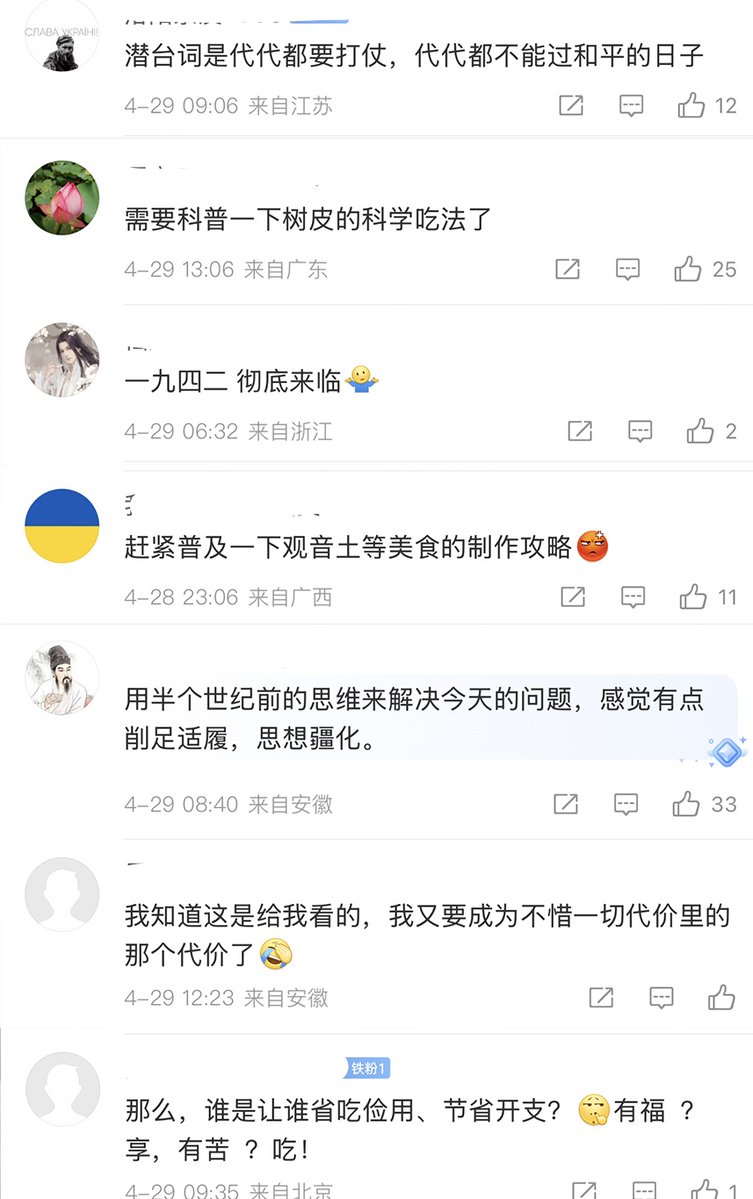 СЛАВА УКРАЇНІ!
潜台词是代代都要打仗，代代都不能过和平的日子
4-29 09:06 来自江苏
12
需要科普一下树皮的科学吃法了
4-29 13:06 来自广东
25
一九四二 彻底来临🤷
4-29 06:32 来自浙江
2
赶紧普及一下观音土等美食的制作攻略😡
4-28 23:06 来自广西
11
用半个世纪前的思维来解决今天的问题，感觉有点
削足适履，思想疆化。
4-29 08:40 来自安徽
33
我知道这是给我看的，我又要成为不惜一切代价里的
那个代价了🤣
4-29 12:23 来自安徽
铁粉1
那么，谁是让谁省吃俭用、节省开支？🤔有福 ？
享，有苦 ？吃！
4-29 09:35 来自北京
1